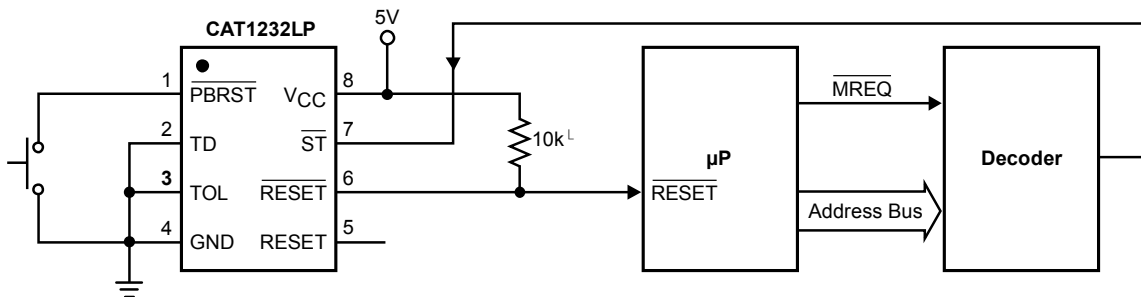 CAT1232LP
5V
1
PBRST
2
TD
3
TOL
4
GND
8
VCC
7
ST
6
RESET
5
RESET
10k
µP
RESET
MREQ
Address Bus
Decoder